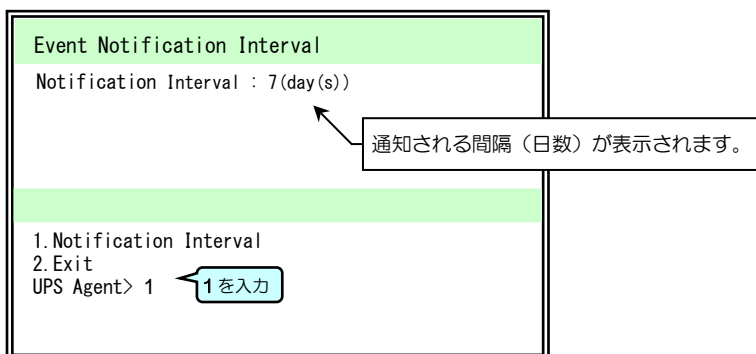 Event Notification Interval
Notification Interval : 7(day(s))
通知される間隔（日数）が表示されます。
1.Notification Interval
2.Exit
UPS Agent> 1
1を入力